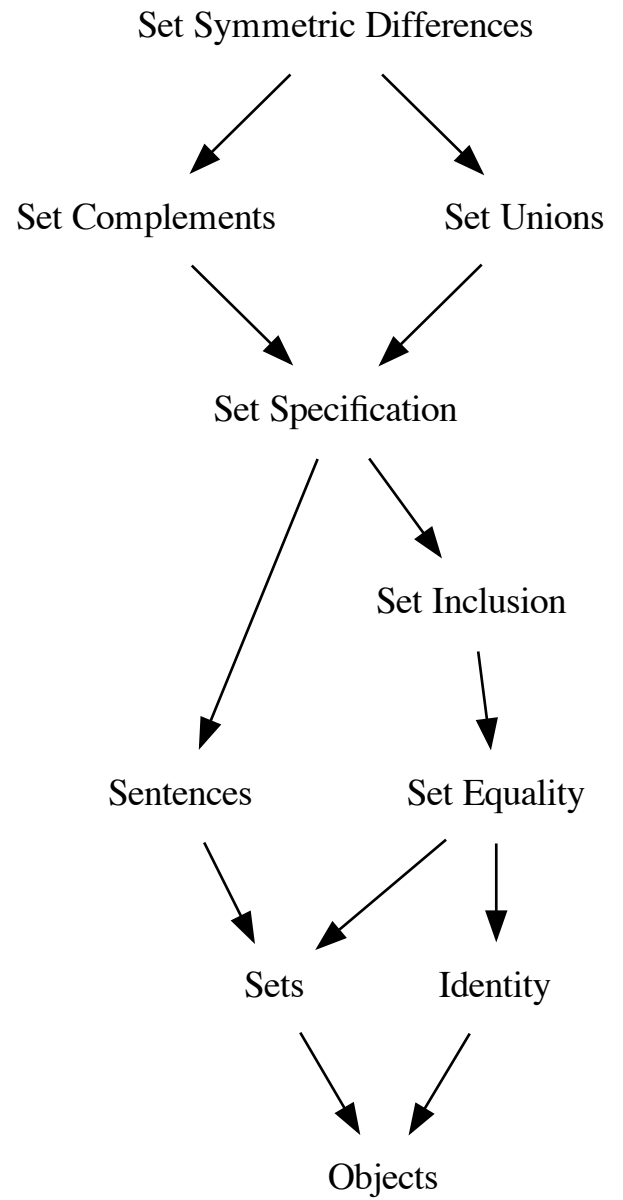 Set Symmetric Differences
Set Complements
Set Unions
Set Specification
Set Inclusion
Sentences
Set Equality
Sets
Identity
Objects